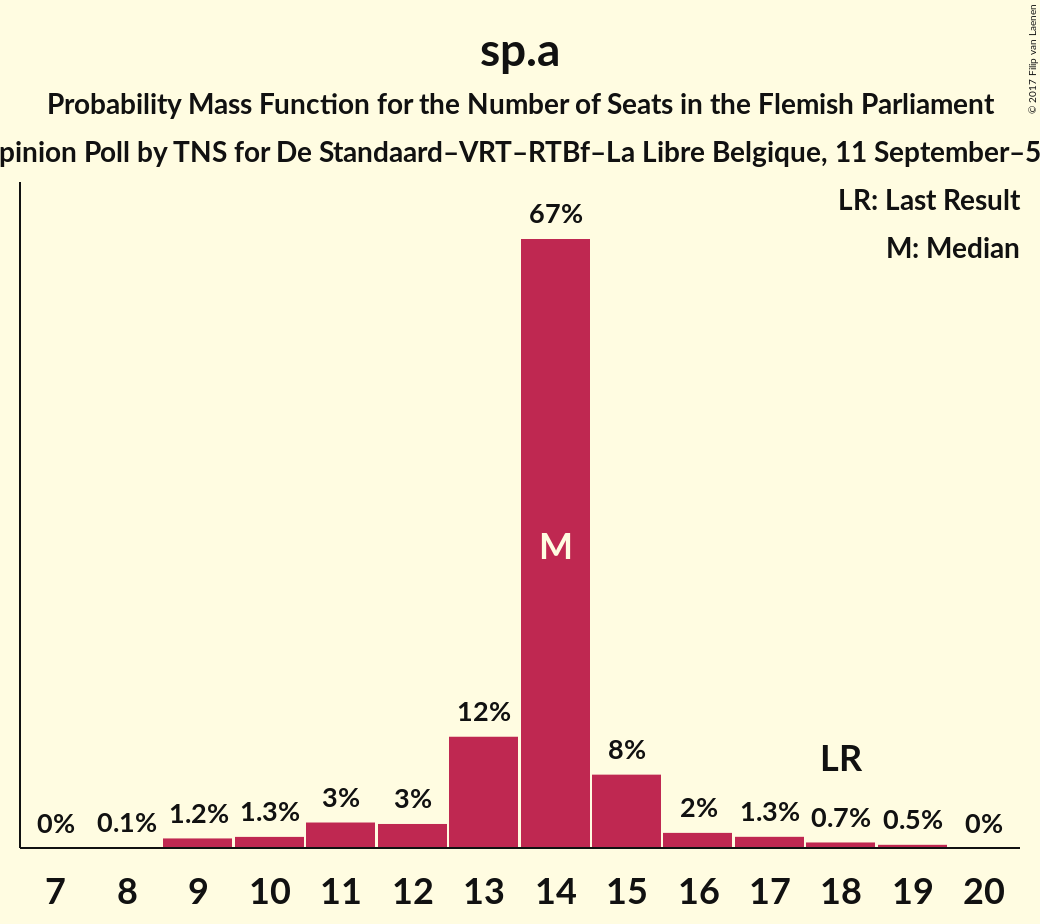 sp.a
Probability Mass Function for the Number of Seats in the Flemish Parliament
pinion Poll by TNS for De Standaard–VRT–RTBf–La Libre Belgique, 11 September–5
© 2017 Filip van Laenen
LR: Last Result
M: Median
67%
M
12%
8%
LR
3%
3%
2%
1.3%
1.3%
1.2%
0.7%
0.5%
0.1%
0%
0%
7 8 9 10 11 12 13 14 15 16 17 18 19 20